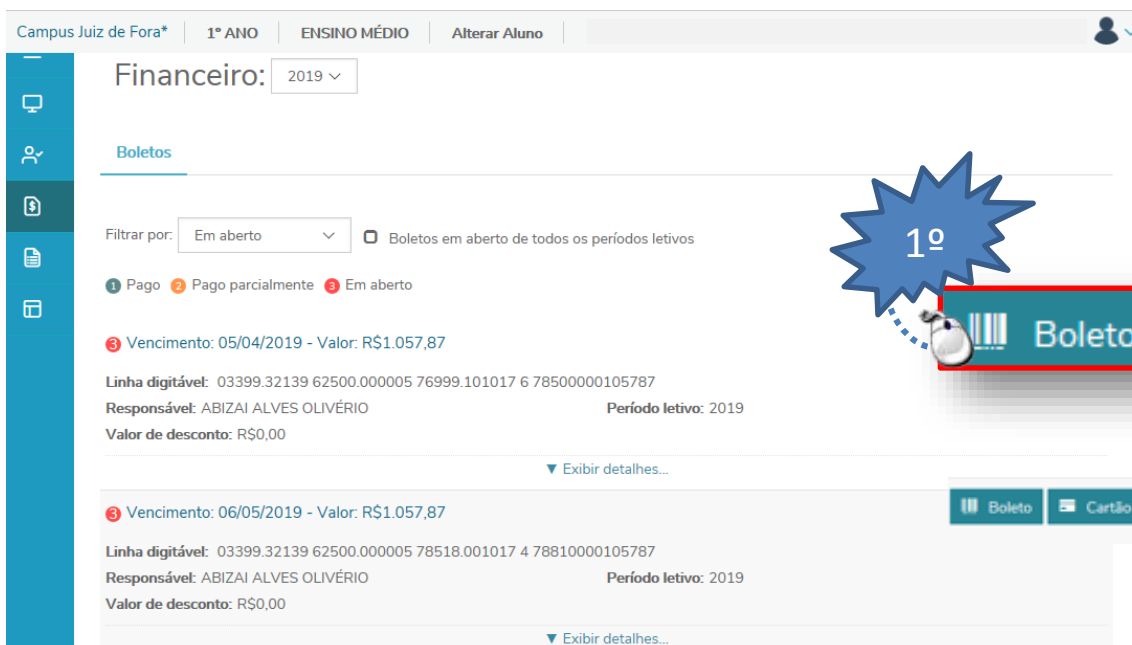 Campus Juiz de Fora* 1º ANO ENSINO MÉDIO Alterar Aluno
Financeiro: 2019
Boletos
Filtrar por: Em aberto Boletos em aberto de todos os períodos letivos
1º
1 Pago 2 Pago parcialmente 3 Em aberto
Boleto
3 Vencimento: 05/04/2019 - Valor: R$1.057,87
Linha digitável: 03399.32139 62500.000005 76999.101017 6 78500000105787
Responsável: ABIZAI ALVES OLIVÉRIO Período letivo: 2019
Valor de desconto: R$0,00
▼ Exibir detalhes...
3 Vencimento: 06/05/2019 - Valor: R$1.057,87 Boleto Cartão
Linha digitável: 03399.32139 62500.000005 78518.001017 4 78810000105787
Responsável: ABIZAI ALVES OLIVÉRIO Período letivo: 2019
Valor de desconto: R$0,00
▼ Exibir detalhes...